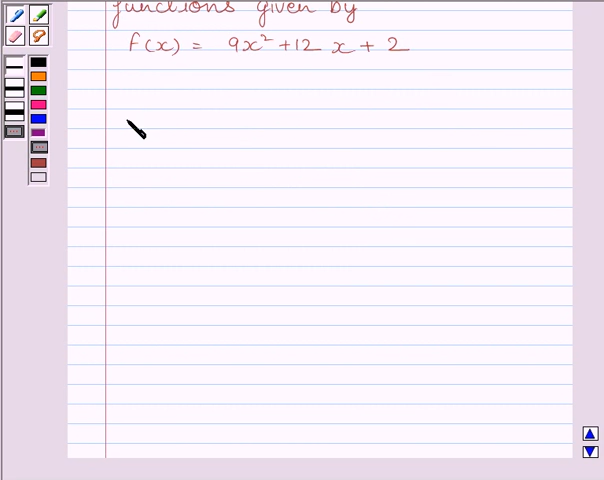 functions given by
f(x) = 9x² + 12 x + 2